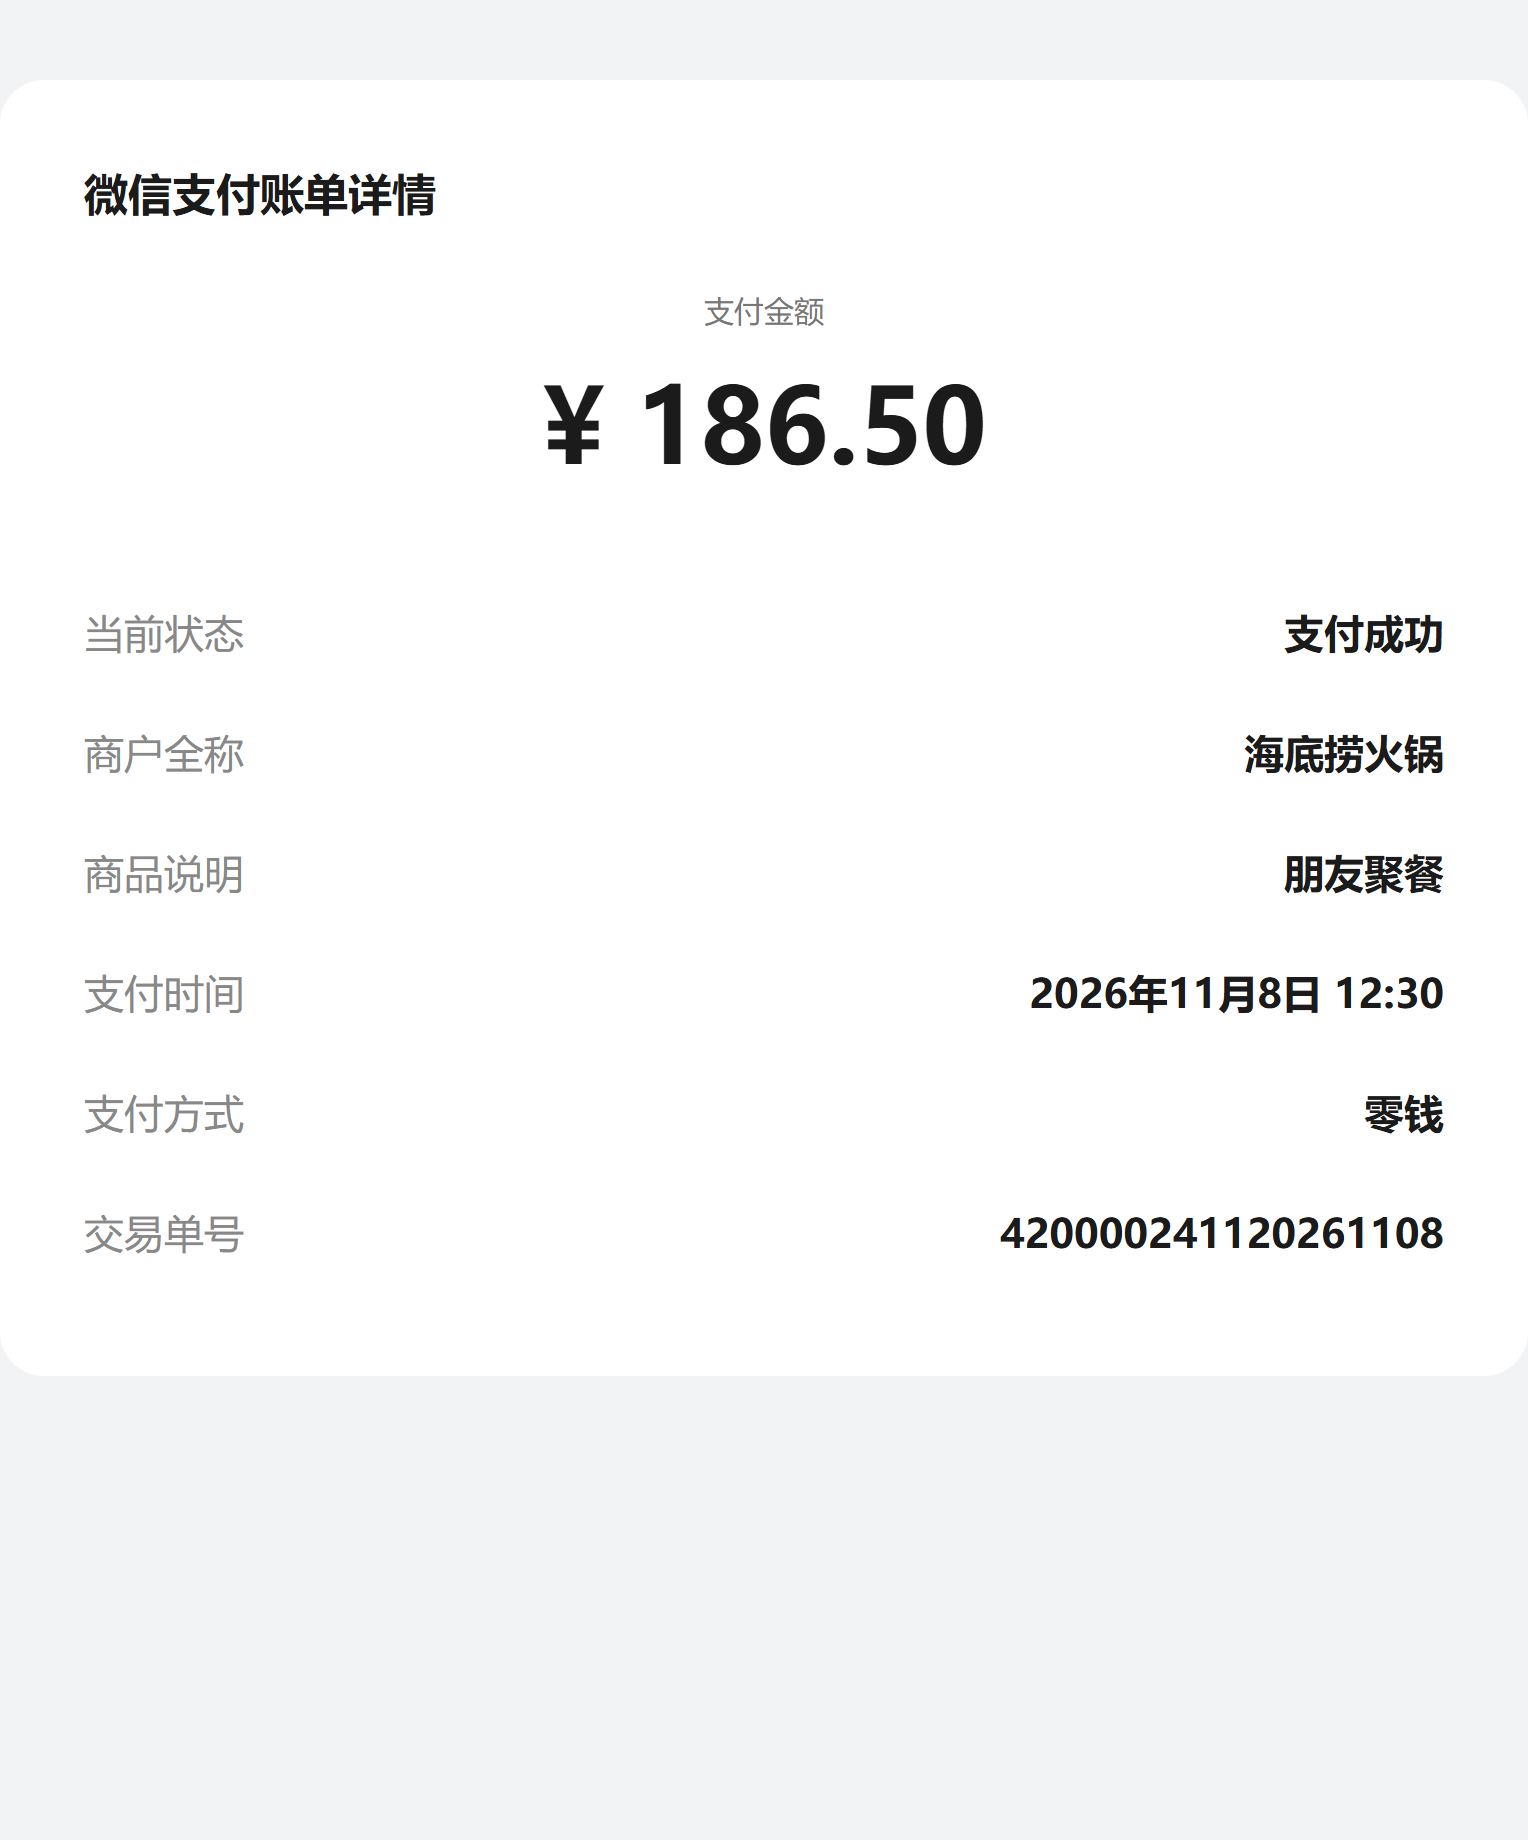 微信支付账单详情
支付金额
¥ 186.50
当前状态 支付成功
商户全称 海底捞火锅
商品说明 朋友聚餐
支付时间 2026年11月8日 12:30
支付方式 零钱
交易单号 420000241120261108